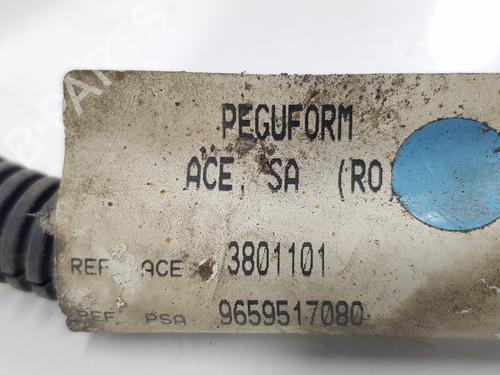 PEGUFORM
ACE, SA (RO
REF. ACE 3801101
REF. PSA 9659517080